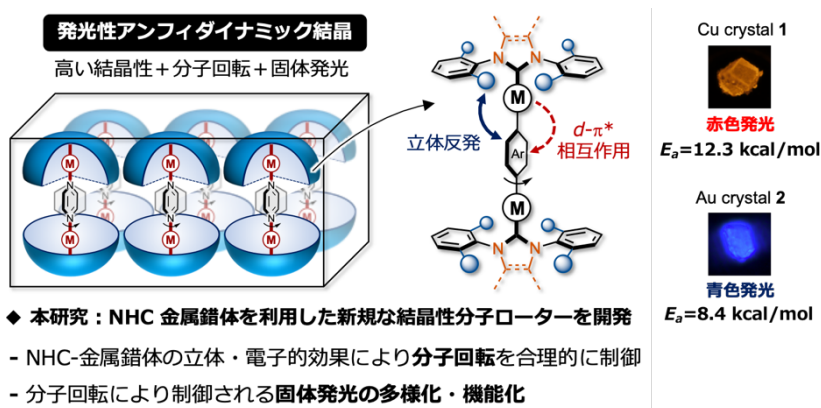 発光性アンフィダイナミック結晶
高い結晶性＋分子回転＋固体発光
M
M
M
N
N
N
N
N
N
M
M
M
N
N
M
立体反発
d-π*
相互作用
Ar
M
N
N
Cu crystal 1
赤色発光
Ea=12.3 kcal/mol
Au crystal 2
青色発光
Ea=8.4 kcal/mol
◆ 本研究：NHC 金属錯体を利用した新規な結晶性分子ローターを開発
- NHC-金属錯体の立体・電子的効果により分子回転を合理的に制御
- 分子回転により制御される固体発光の多様化・機能化